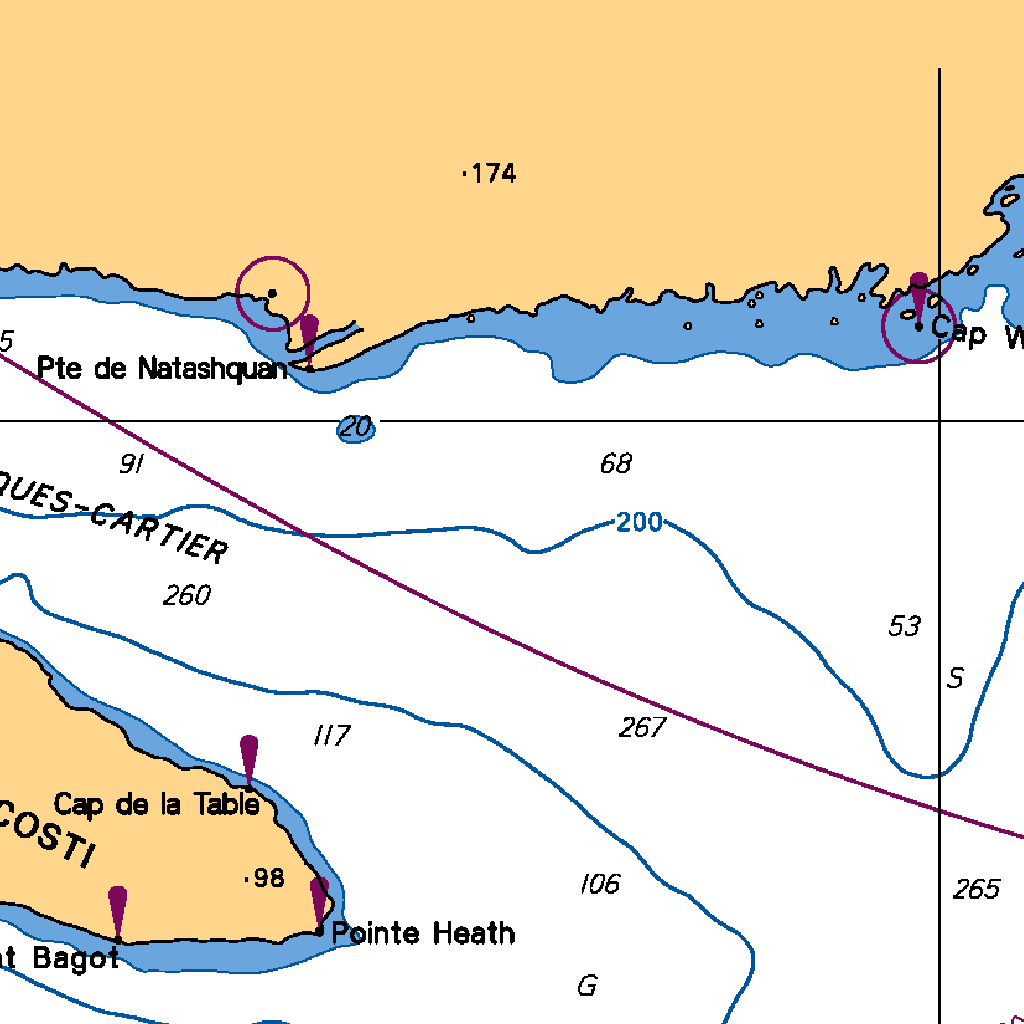 174
5
Pte de Natashquan
Cap W
20
91
68
QUES-CARTIER
200
260
53
S
117
267
Cap de la Table
COSTI
98
106
265
Pointe Heath
at Bagot
G